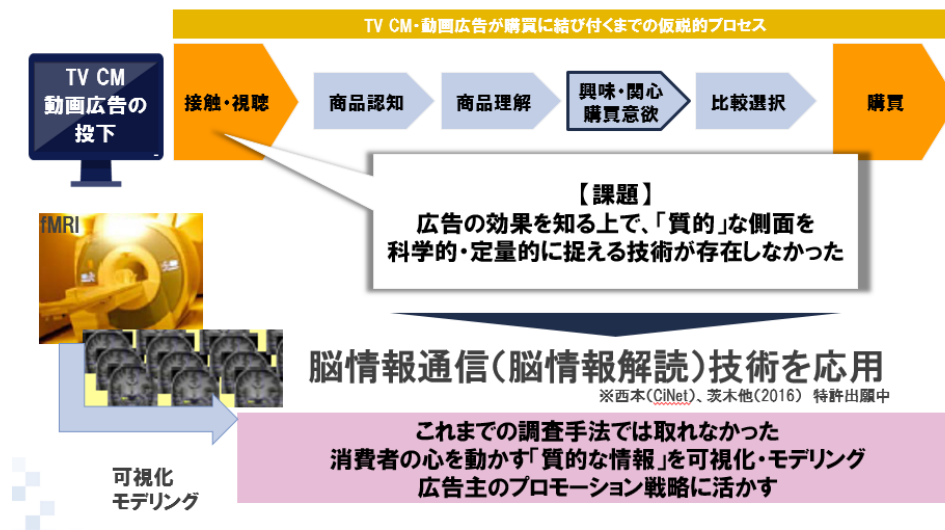 TV CM・動画広告が購買に結び付くまでの仮説的プロセス
TV CM
動画広告の
投下
接触・視聴
商品認知
商品理解
興味・関心
購買意欲
比較選択
購買
【課題】
広告の効果を知る上で、「質的」な側面を
科学的・定量的に捉える技術が存在しなかった
fMRI
脳情報通信(脳情報解読)技術を応用
※西本(CiNet)、茨木他(2016) 特許出願中
これまでの調査手法では取れなかった
消費者の心を動かす「質的な情報」を可視化・モデリング
広告主のプロモーション戦略に活かす
可視化
モデリング